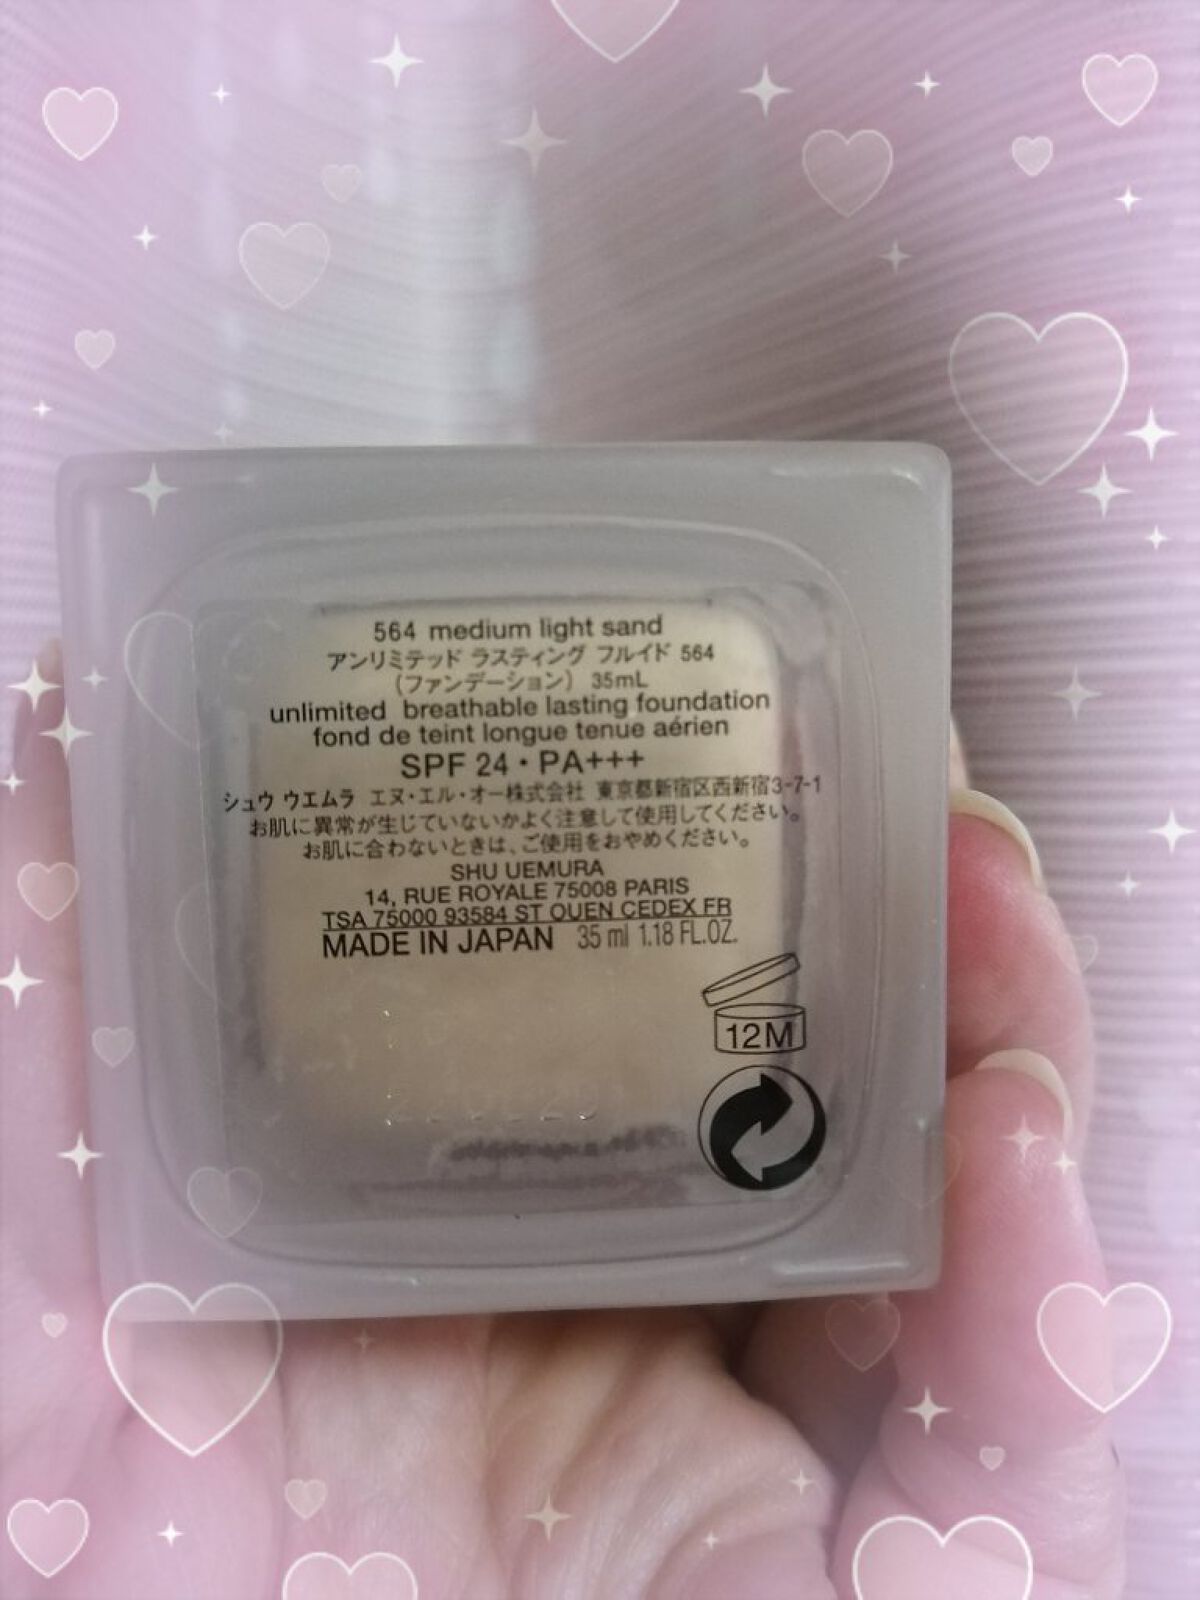 564 medium light sand
アンリミテッド ラスティング フルイド 564
（ファンデーション） 35mL
unlimited breathable lasting foundation
fond de teint longue tenue aérien
SPF 24・PA+++
シュウ ウエムラ エヌ・エル・オー株式会社 東京都新宿区西新宿3-7-1
お肌に異常が生じていないかよく注意して使用してください。
お肌に合わないときは、ご使用をおやめください。
SHU UEMURA
14, RUE ROYALE 75008 PARIS
TSA 75000 93584 ST OUEN CEDEX FR
MADE IN JAPAN 35 ml 1.18 FL.OZ.
12M